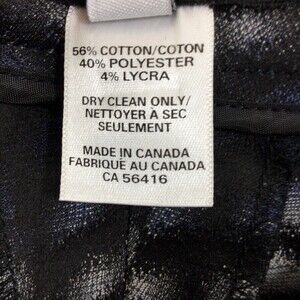 56% COTTON/COTON
40% POLYESTER
4% LYCRA
DRY CLEAN ONLY/
NETTOYER À SEC
SEULEMENT
MADE IN CANADA
FABRIQUÉ AU CANADA
CA 56416